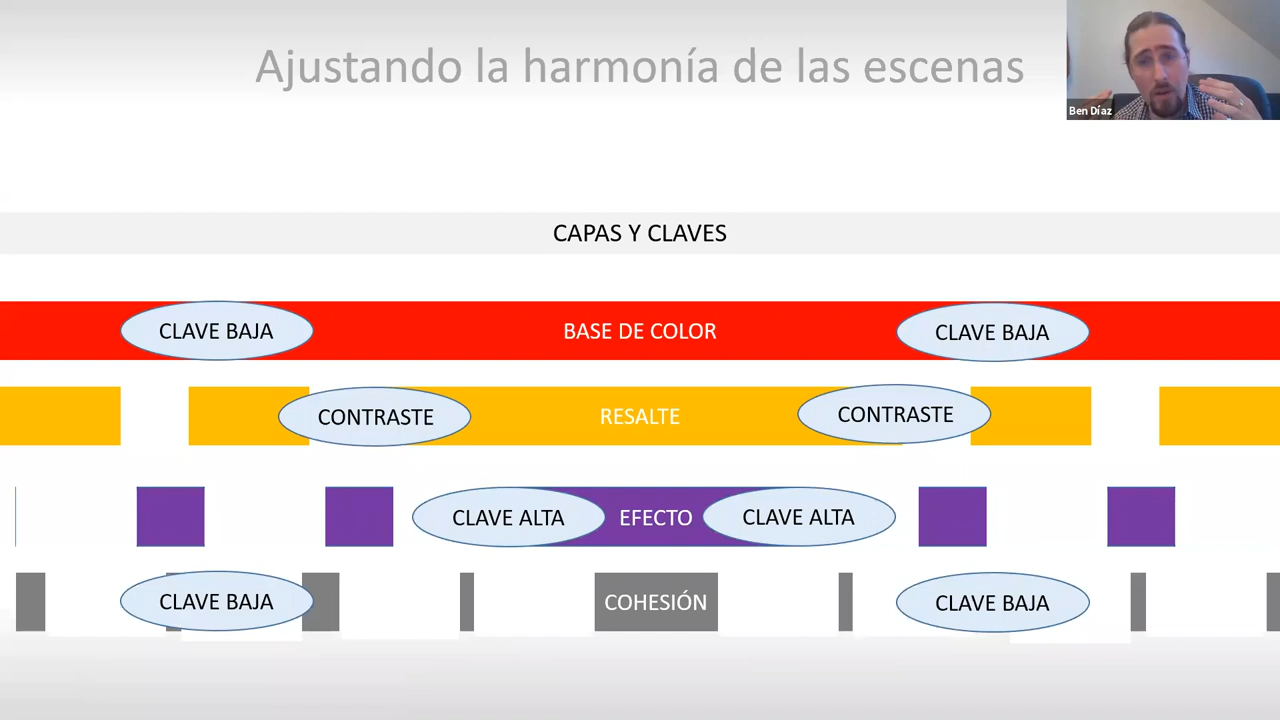 Ajustando la harmonía de las escenas
Ben Díaz
CAPAS Y CLAVES
CLAVE BAJA BASE DE COLOR CLAVE BAJA
CONTRASTE RESALTE CONTRASTE
CLAVE ALTA EFECTO CLAVE ALTA
CLAVE BAJA COHESIÓN CLAVE BAJA